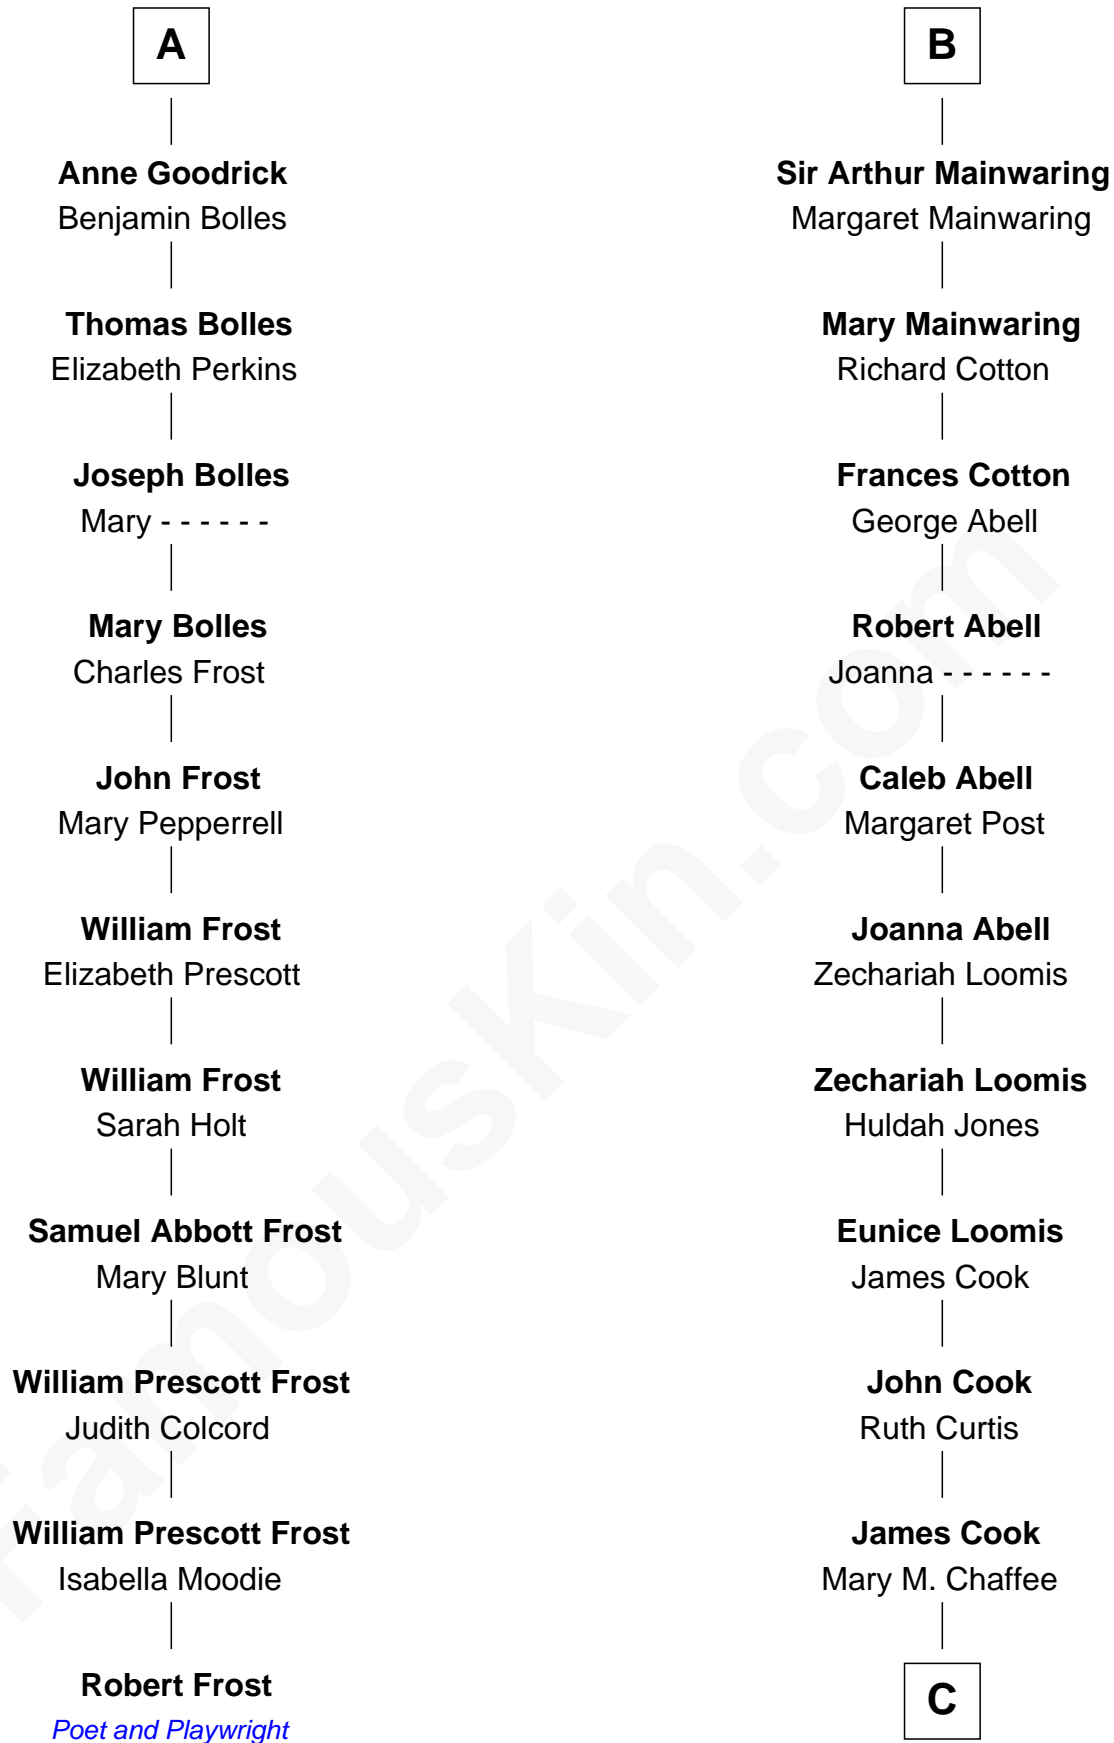 A
Anne Goodrick
Benjamin Bolles
Thomas Bolles
Elizabeth Perkins
Joseph Bolles
Mary - - - - - -
Mary Bolles
Charles Frost
John Frost
Mary Pepperrell
William Frost
Elizabeth Prescott
William Frost
Sarah Holt
Samuel Abbott Frost
Mary Blunt
William Prescott Frost
Judith Colcord
William Prescott Frost
Isabella Moodie
Robert Frost
Poet and Playwright
B
Sir Arthur Mainwaring
Margaret Mainwaring
Mary Mainwaring
Richard Cotton
Frances Cotton
George Abell
Robert Abell
Joanna - - - - - -
Caleb Abell
Margaret Post
Joanna Abell
Zechariah Loomis
Zechariah Loomis
Huldah Jones
Eunice Loomis
James Cook
John Cook
Ruth Curtis
James Cook
Mary M. Chaffee
C
FamousKin.com